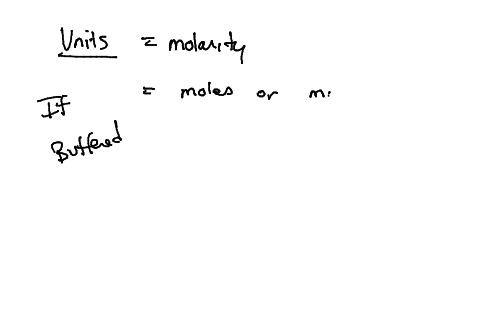 Units = molarity
= moles or m
If
Buffered